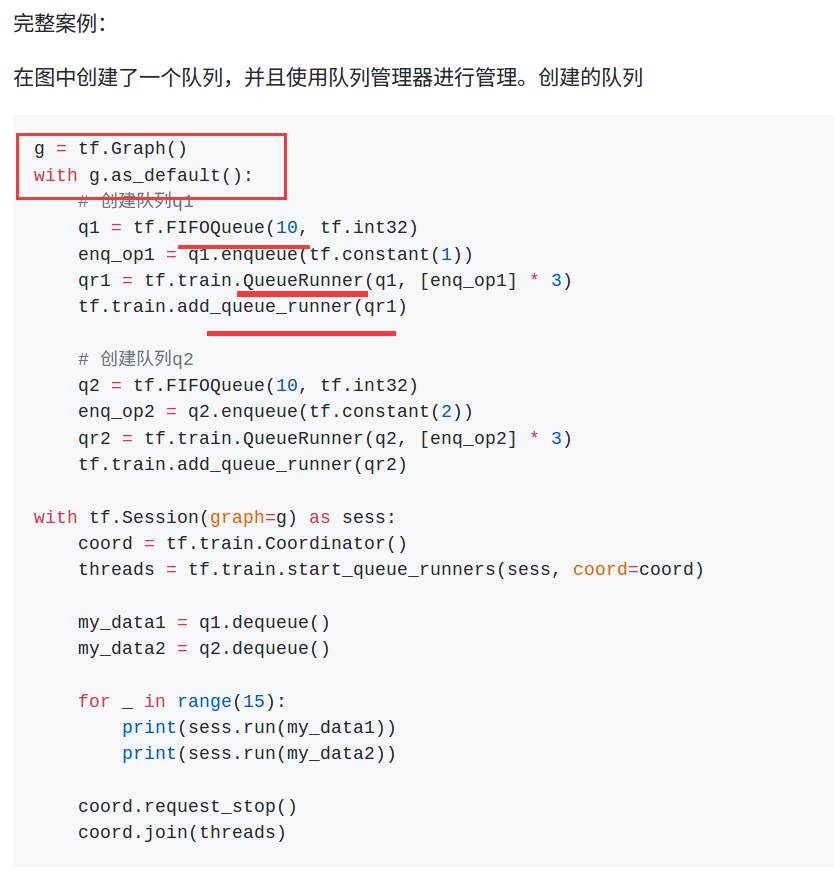 完整案例：
在图中创建了一个队列，并且使用队列管理器进行管理。创建的队列
g = tf.Graph()
with g.as_default():
    # 创建队列q1
    q1 = tf.FIFOQueue(10, tf.int32)
    enq_op1 = q1.enqueue(tf.constant(1))
    qr1 = tf.train.QueueRunner(q1, [enq_op1] * 3)
    tf.train.add_queue_runner(qr1)
    # 创建队列q2
    q2 = tf.FIFOQueue(10, tf.int32)
    enq_op2 = q2.enqueue(tf.constant(2))
    qr2 = tf.train.QueueRunner(q2, [enq_op2] * 3)
    tf.train.add_queue_runner(qr2)
with tf.Session(graph=g) as sess:
    coord = tf.train.Coordinator()
    threads = tf.train.start_queue_runners(sess, coord=coord)
    my_data1 = q1.dequeue()
    my_data2 = q2.dequeue()
    for _ in range(15):
        print(sess.run(my_data1))
        print(sess.run(my_data2))
    coord.request_stop()
    coord.join(threads)